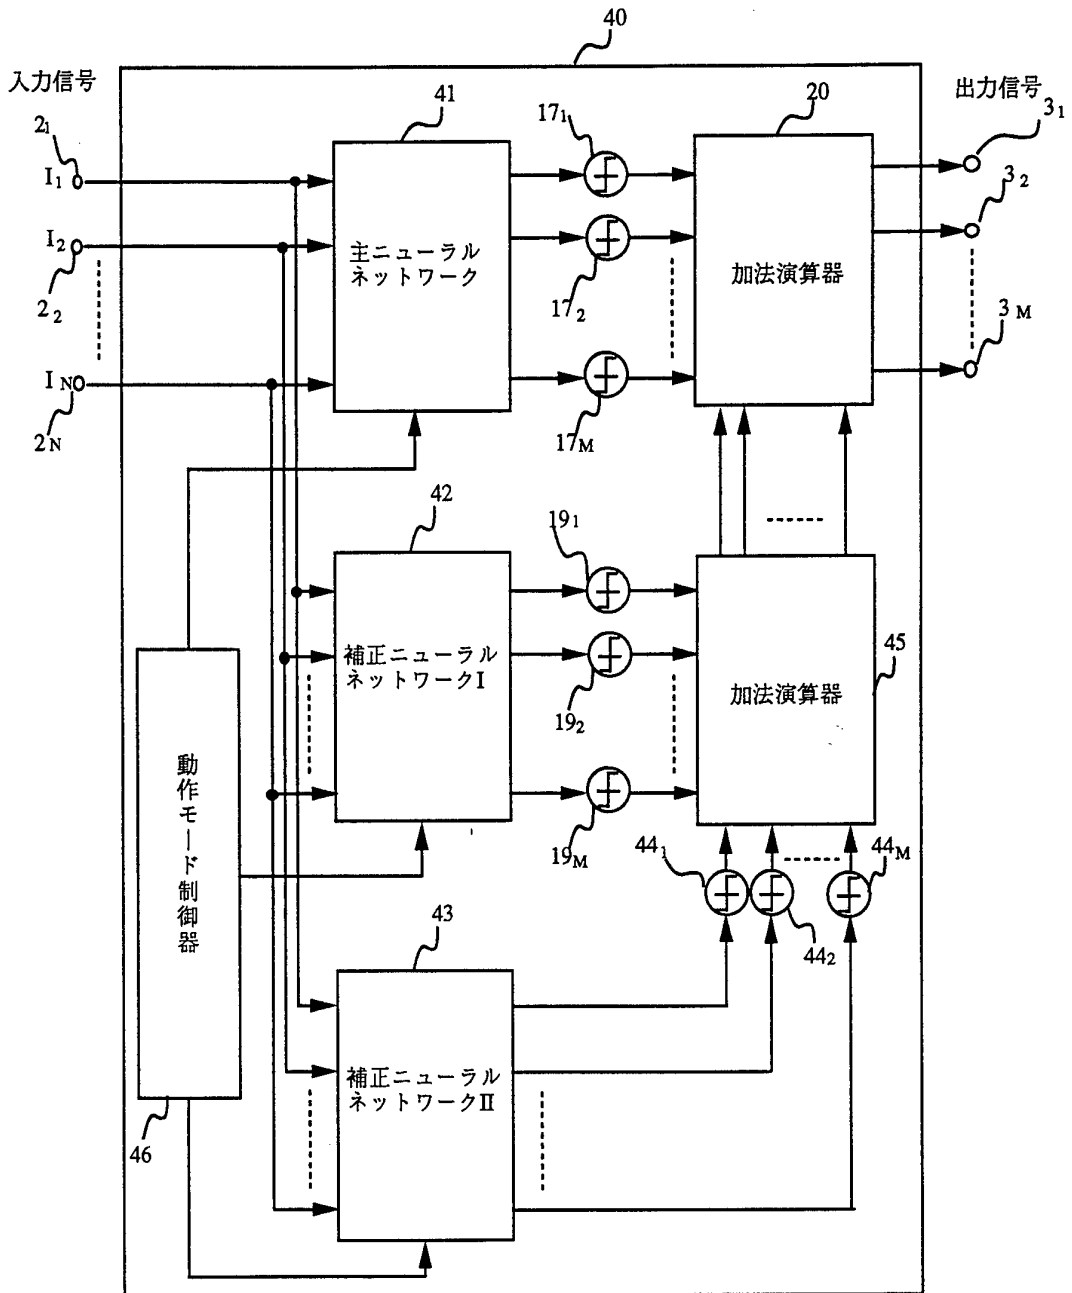 40
入力信号
41
17₁
20
出力信号
3₁
2₁
I₁
3₂
I₂
主ニューラル
ネットワーク
加法演算器
2₂
17₂
3M
I N
2N
17M
42
19₁
45
補正ニューラル
ネットワークI
加法演算器
19₂
動作モード制御器
19M
44₁
44M
43
44₂
補正ニューラル
ネットワークII
46